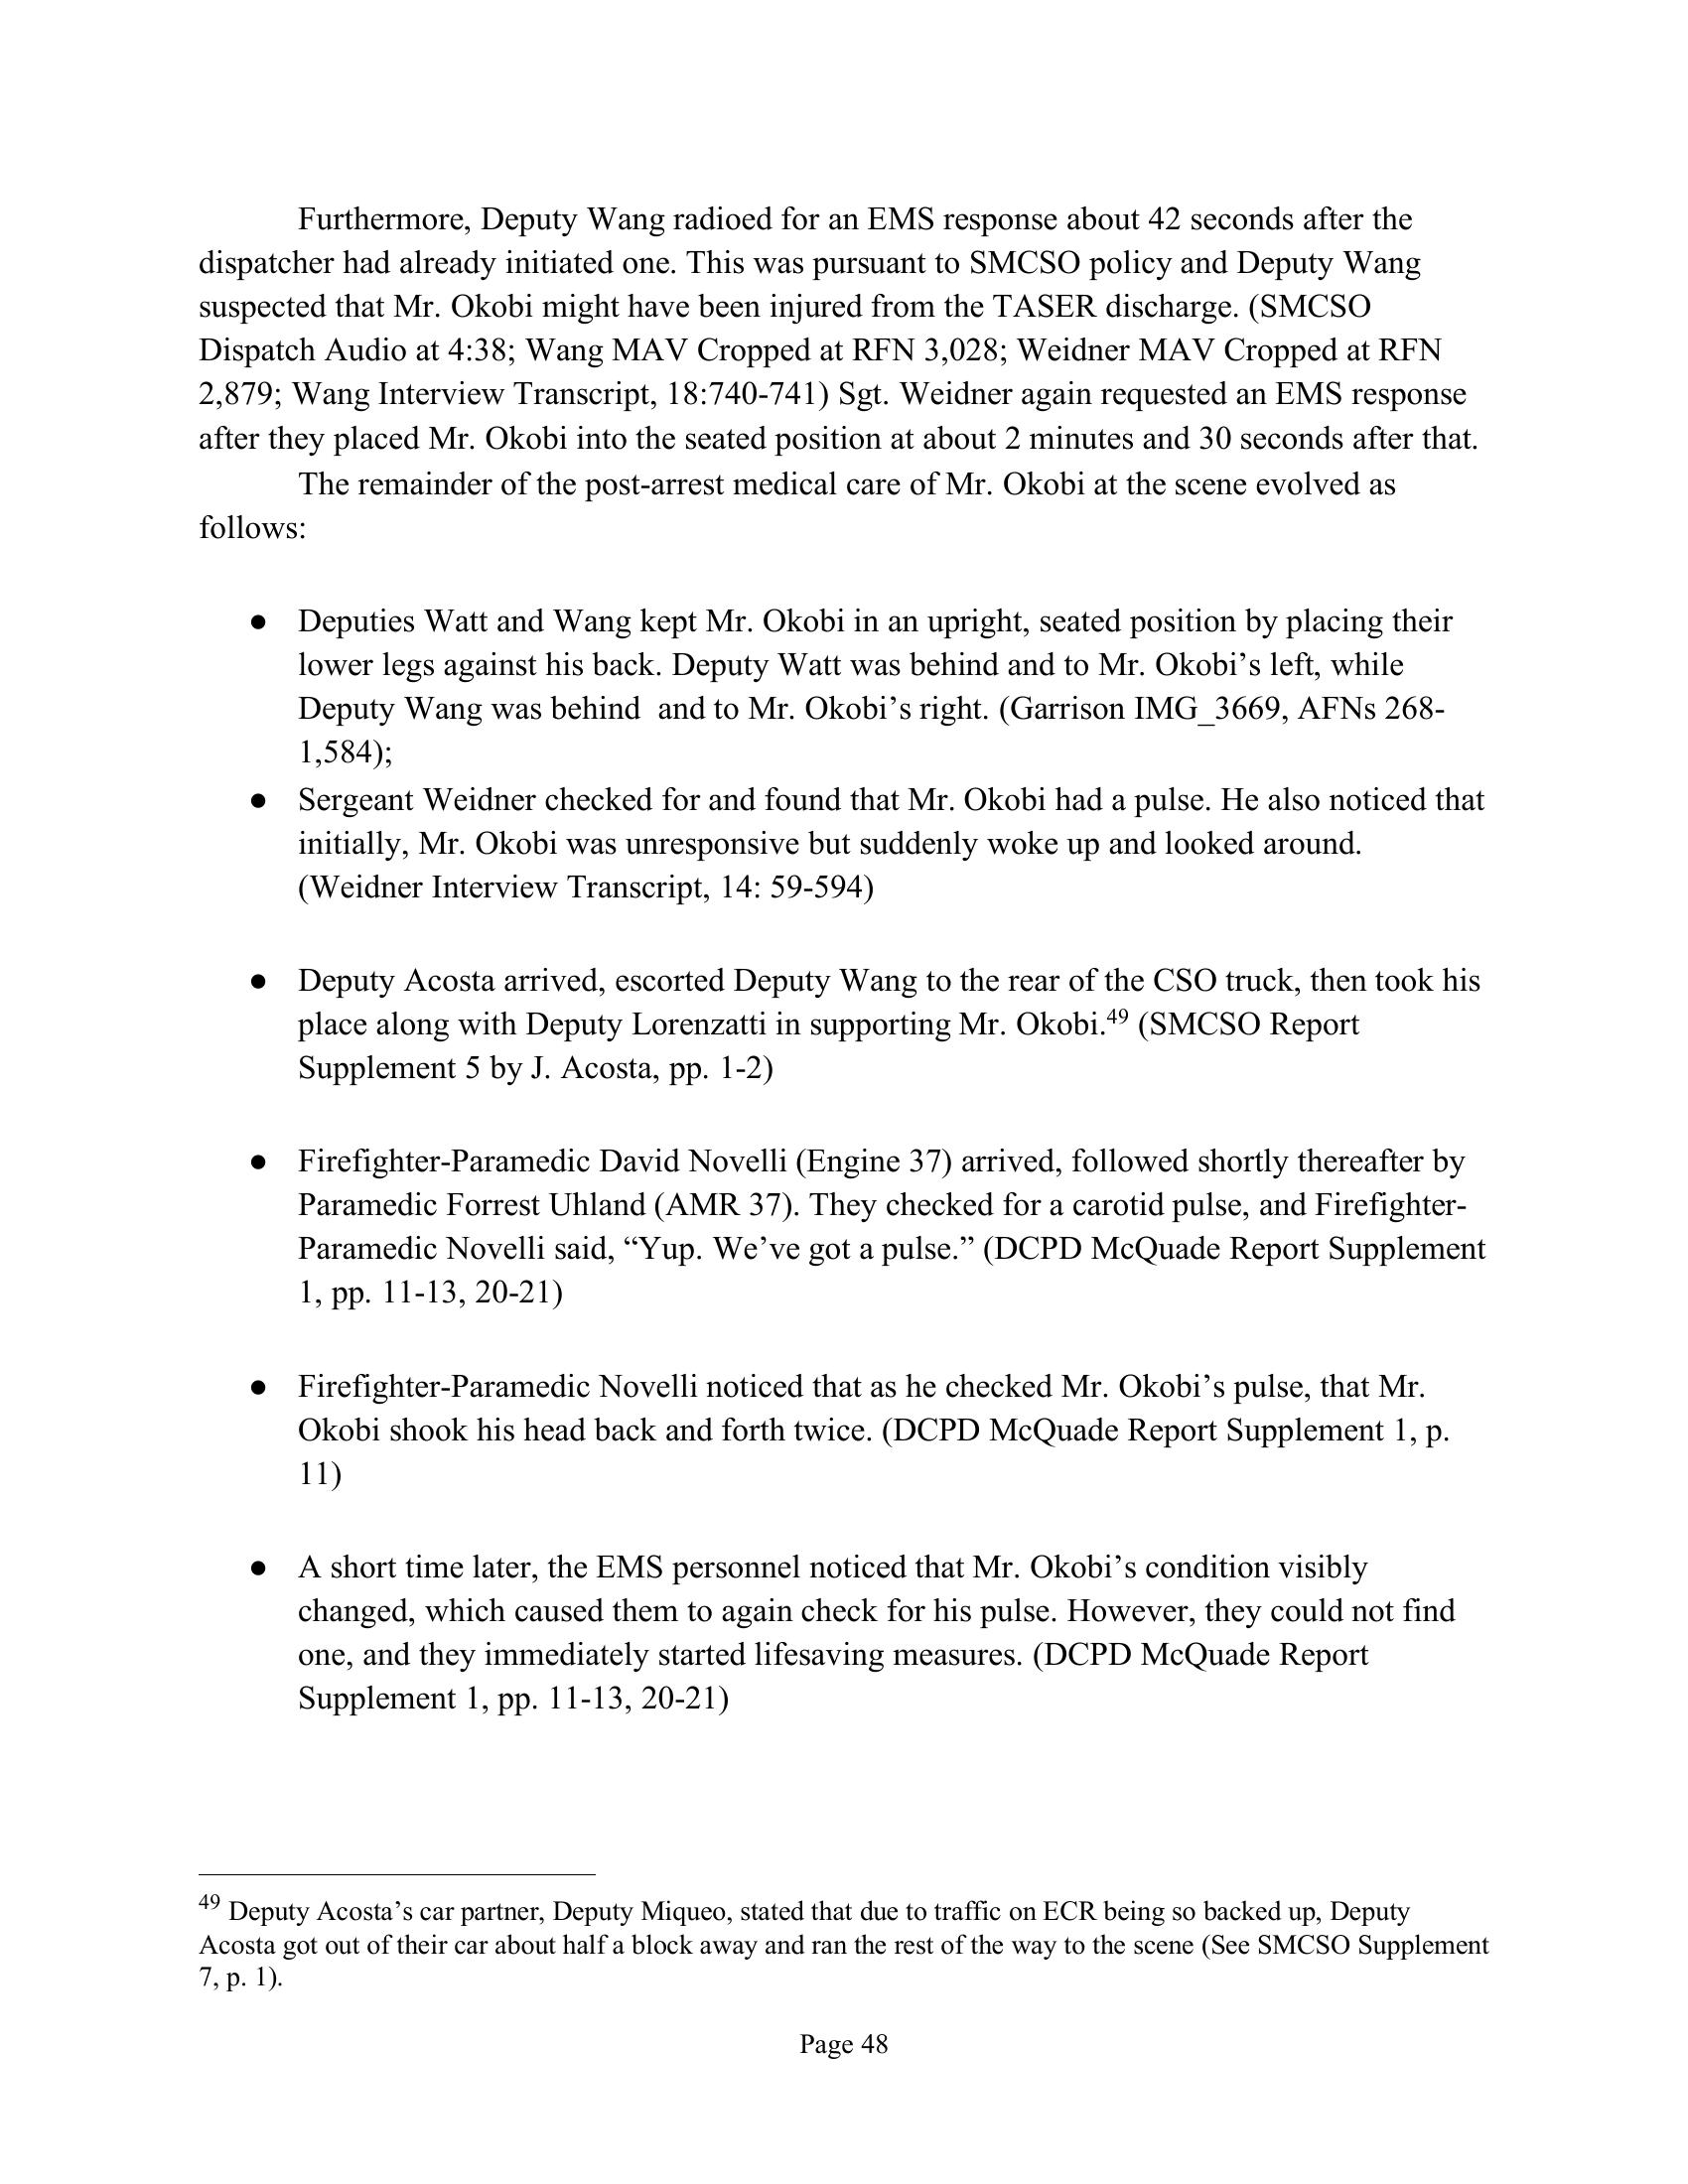 Furthermore, Deputy Wang radioed for an EMS response about 42 seconds after the
dispatcher had already initiated one. This was pursuant to SMCSO policy and Deputy Wang
suspected that Mr. Okobi might have been injured from the TASER discharge. (SMCSO
Dispatch Audio at 4:38; Wang MAV Cropped at RFN 3,028; Weidner MAV Cropped at RFN
2,879; Wang Interview Transcript, 18:740-741) Sgt. Weidner again requested an EMS response
after they placed Mr. Okobi into the seated position at about 2 minutes and 30 seconds after that.
The remainder of the post-arrest medical care of Mr. Okobi at the scene evolved as
follows:
● Deputies Watt and Wang kept Mr. Okobi in an upright, seated position by placing their
lower legs against his back. Deputy Watt was behind and to Mr. Okobi’s left, while
Deputy Wang was behind  and to Mr. Okobi’s right. (Garrison IMG_3669, AFNs 268-
1,584);
● Sergeant Weidner checked for and found that Mr. Okobi had a pulse. He also noticed that
initially, Mr. Okobi was unresponsive but suddenly woke up and looked around.
(Weidner Interview Transcript, 14: 59-594)
● Deputy Acosta arrived, escorted Deputy Wang to the rear of the CSO truck, then took his
place along with Deputy Lorenzatti in supporting Mr. Okobi.49 (SMCSO Report
Supplement 5 by J. Acosta, pp. 1-2)
● Firefighter-Paramedic David Novelli (Engine 37) arrived, followed shortly thereafter by
Paramedic Forrest Uhland (AMR 37). They checked for a carotid pulse, and Firefighter-
Paramedic Novelli said, “Yup. We’ve got a pulse.” (DCPD McQuade Report Supplement
1, pp. 11-13, 20-21)
● Firefighter-Paramedic Novelli noticed that as he checked Mr. Okobi’s pulse, that Mr.
Okobi shook his head back and forth twice. (DCPD McQuade Report Supplement 1, p.
11)
● A short time later, the EMS personnel noticed that Mr. Okobi’s condition visibly
changed, which caused them to again check for his pulse. However, they could not find
one, and they immediately started lifesaving measures. (DCPD McQuade Report
Supplement 1, pp. 11-13, 20-21)
49 Deputy Acosta’s car partner, Deputy Miqueo, stated that due to traffic on ECR being so backed up, Deputy
Acosta got out of their car about half a block away and ran the rest of the way to the scene (See SMCSO Supplement
7, p. 1).
Page 48